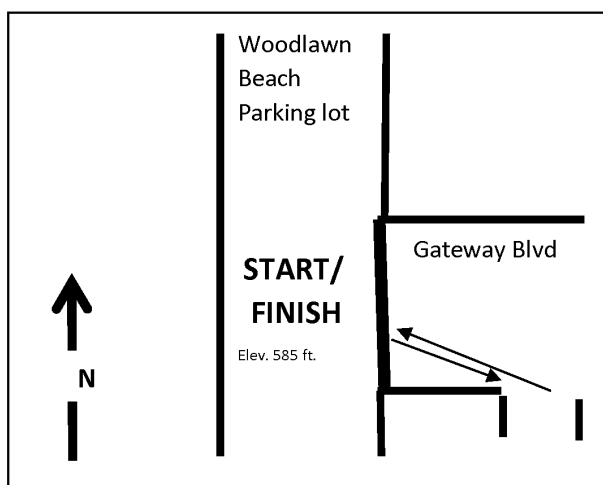 Woodlawn
Beach
Parking lot
Gateway Blvd
START/
FINISH
Elev. 585 ft.
N